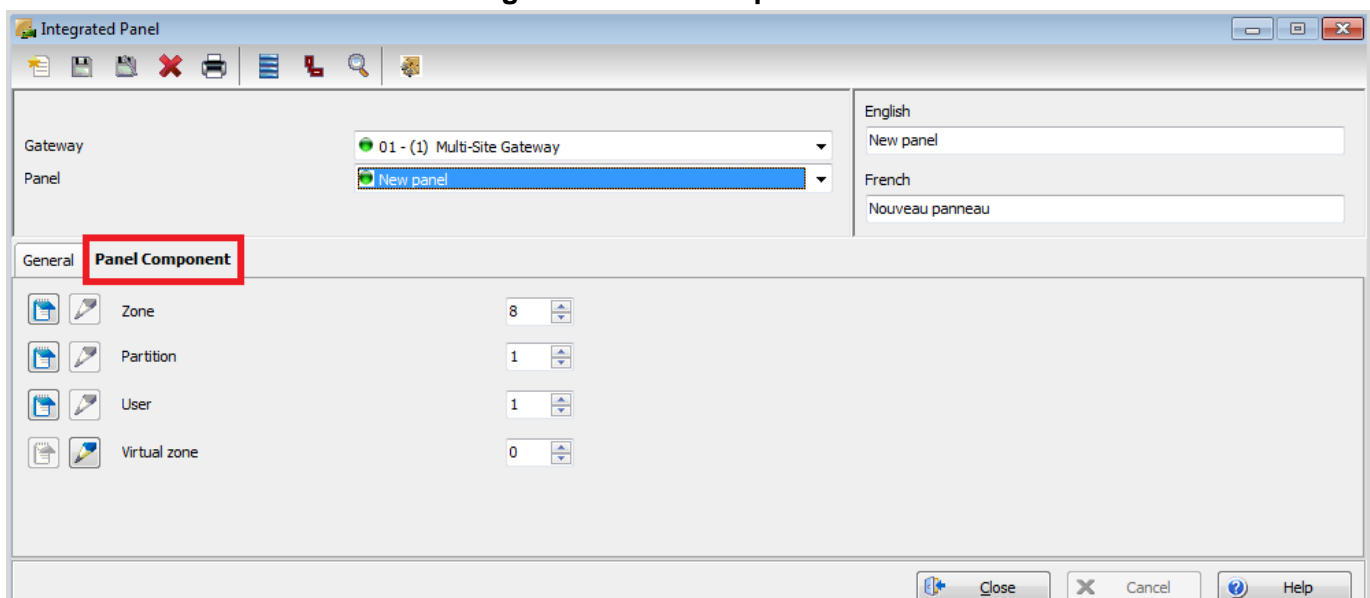 Integrated Panel
English
Gateway
01 - (1) Multi-Site Gateway
New panel
Panel
New panel
French
Nouveau panneau
General
Panel Component
Zone
8
Partition
1
User
1
Virtual zone
0
Close
Cancel
Help